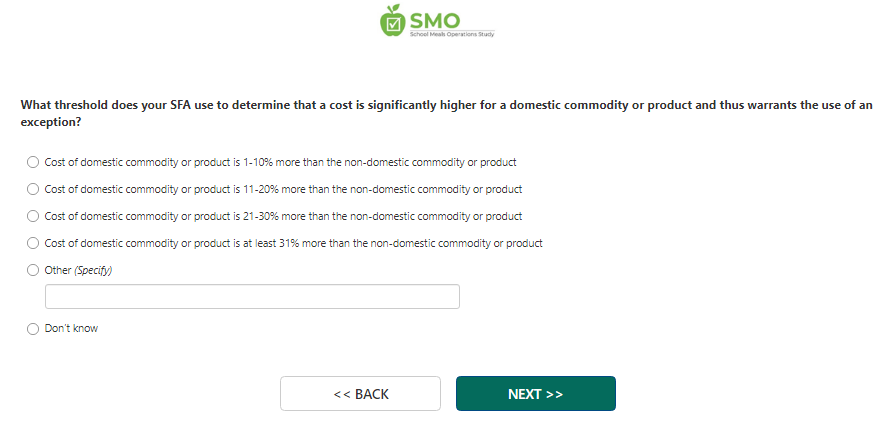 SMO
School Meals Operations Study
What threshold does your SFA use to determine that a cost is significantly higher for a domestic commodity or product and thus warrants the use of an
exception?
Cost of domestic commodity or product is 1-10% more than the non-domestic commodity or product
Cost of domestic commodity or product is 11-20% more than the non-domestic commodity or product
Cost of domestic commodity or product is 21-30% more than the non-domestic commodity or product
Cost of domestic commodity or product is at least 31% more than the non-domestic commodity or product
Other (Specify)
Don't know
<< BACK
NEXT >>